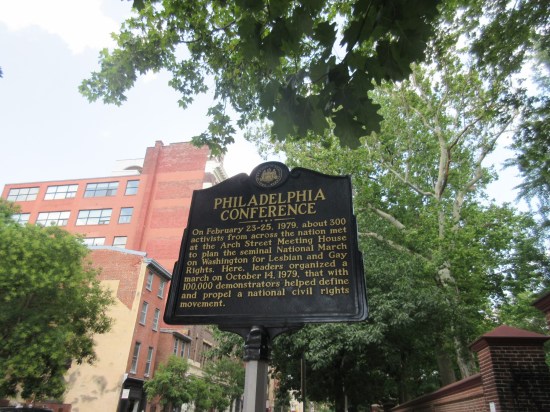 PHILADELPHIA
CONFERENCE
On February 23-25, 1979, about 300
activists from across the nation met
at the Arch Street Meeting House
to plan the seminal National March
on Washington for Lesbian and Gay
Rights. Here, leaders organized a
march on October 14, 1979, that with
100,000 demonstrators helped define
and propel a national civil rights
movement.